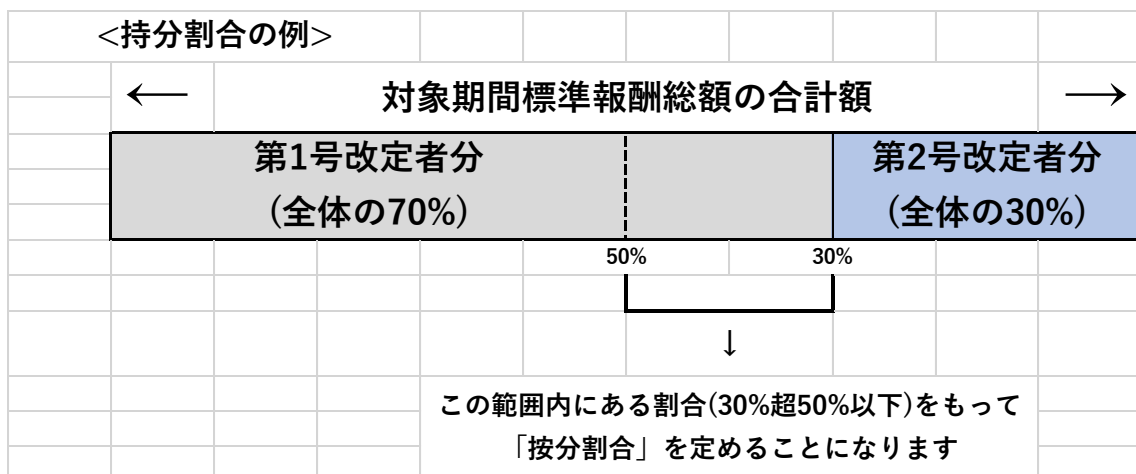 <持分割合の例>
← 対象期間標準報酬総額の合計額 →
第1号改定者分
(全体の70%)
第2号改定者分
(全体の30%)
50% 30%
↓
この範囲内にある割合(30%超50%以下)をもって
「按分割合」を定めることになります